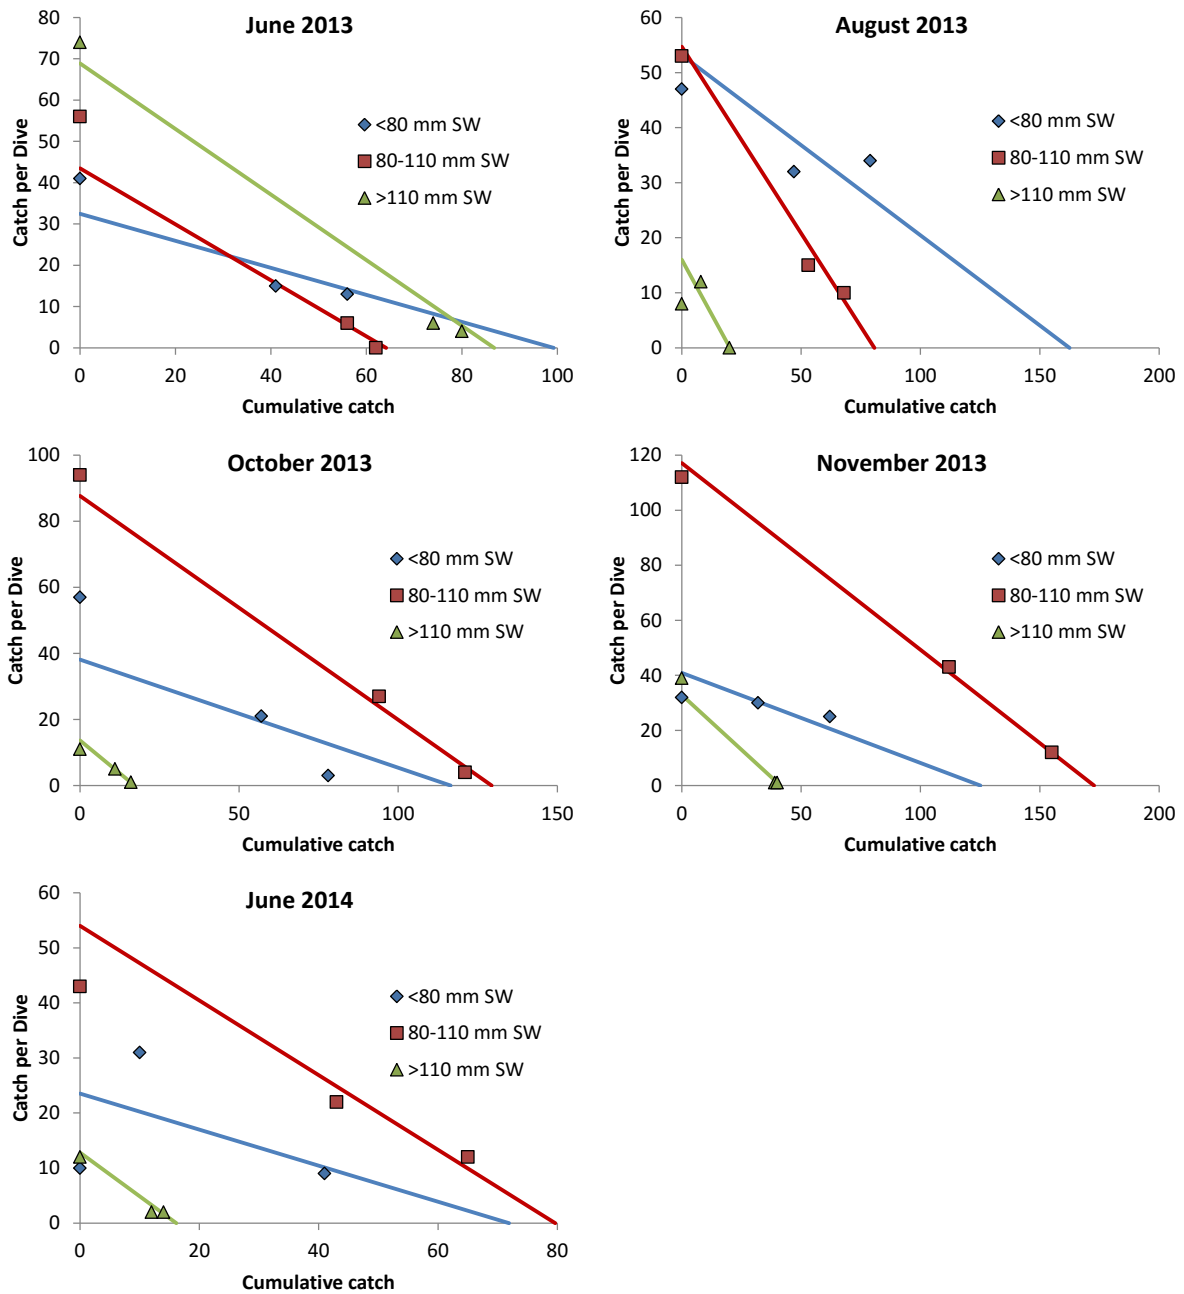 June 2013
80
70
60
50
40
30
20
10
0
Catch per Dive
<80 mm SW
80-110 mm SW
>110 mm SW
0 20 40 60 80 100
Cumulative catch
August 2013
60
50
40
30
20
10
0
Catch per Dive
<80 mm SW
80-110 mm SW
>110 mm SW
0 50 100 150 200
Cumulative catch
October 2013
100
80
60
40
20
0
Catch per Dive
<80 mm SW
80-110 mm SW
>110 mm SW
0 50 100 150
Cumulative catch
November 2013
120
100
80
60
40
20
0
Catch per Dive
<80 mm SW
80-110 mm SW
>110 mm SW
0 50 100 150 200
Cumulative catch
June 2014
60
50
40
30
20
10
0
Catch per Dive
<80 mm SW
80-110 mm SW
>110 mm SW
0 20 40 60 80
Cumulative catch